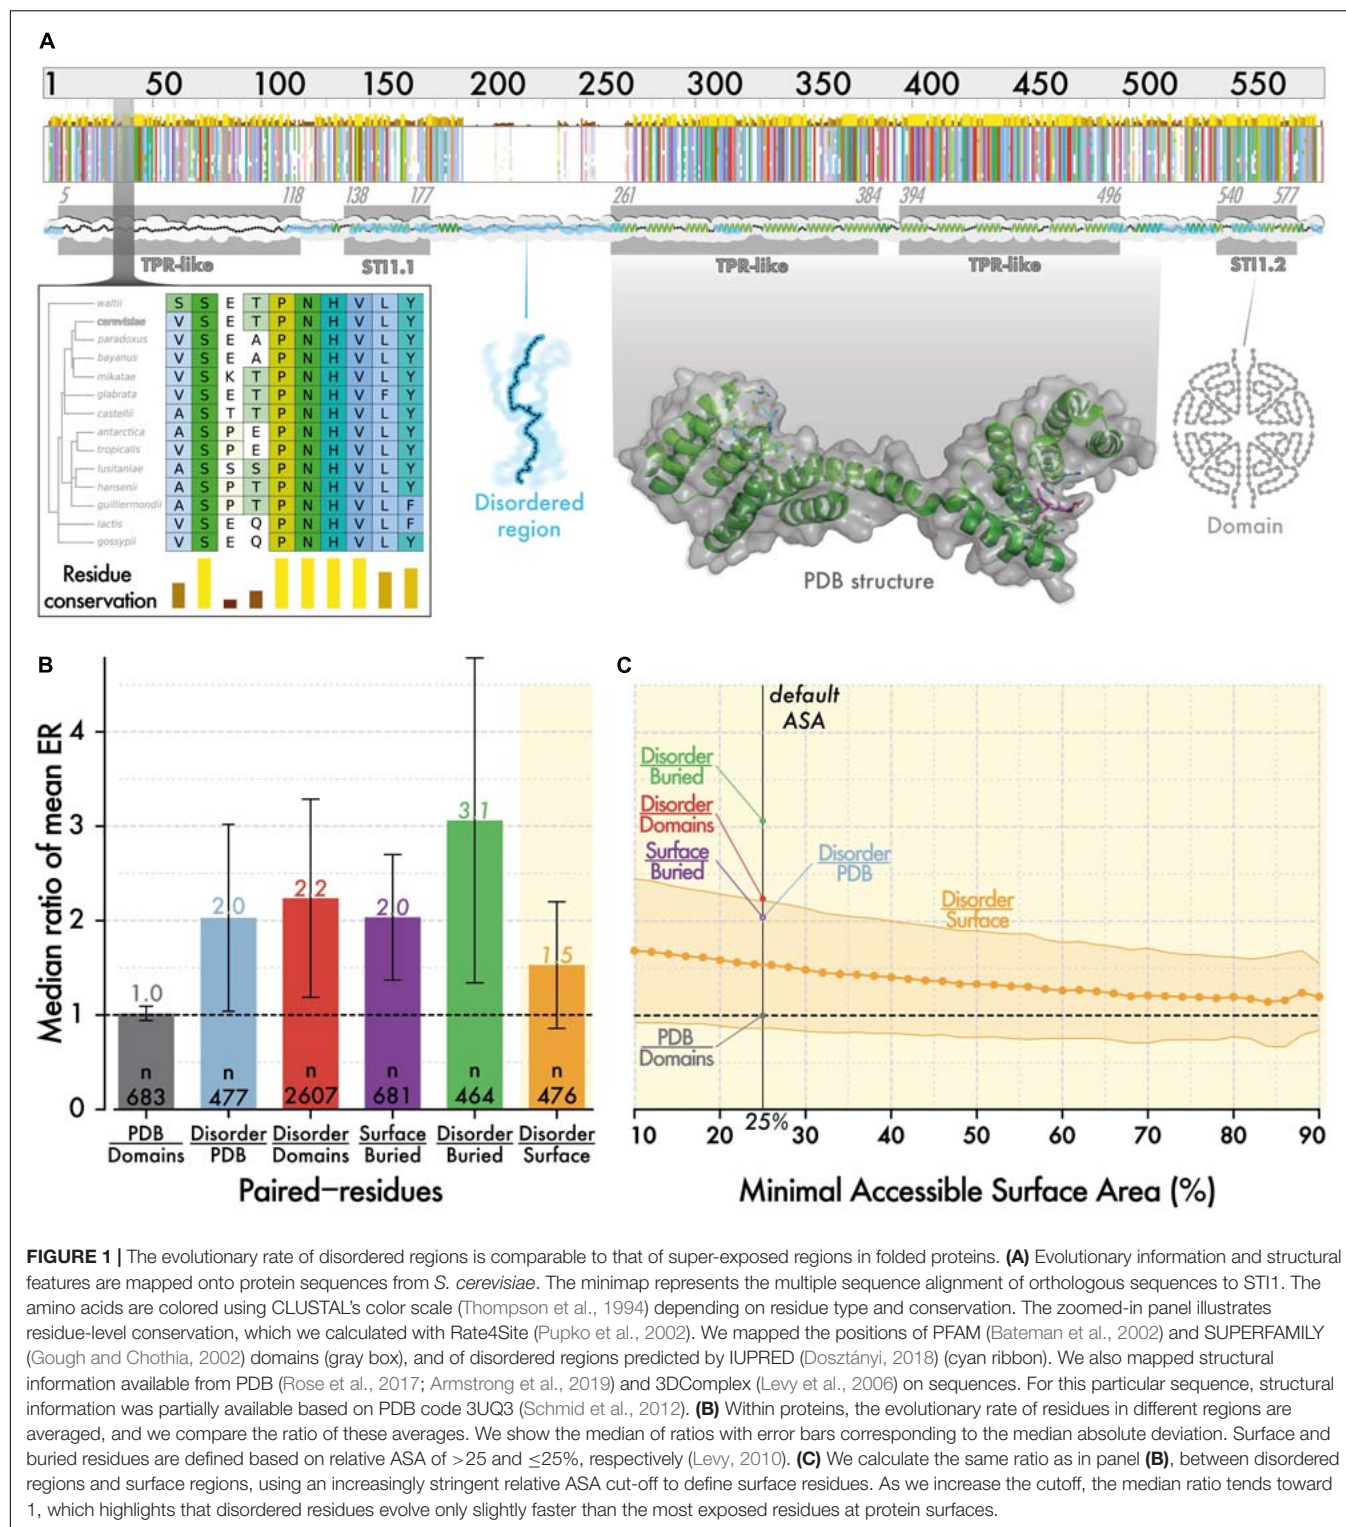 A
1 50 100 150 200 250 300 350 400 450 500 550
5 118 138 177 261 384 394 496 540 577
TPR-like STI1.1 TPR-like TPR-like STI1.2
waltii S S E T P N H V L Y
cerevisiae V S E T P N H V L Y
paradoxus V S E A P N H V L Y
bayanus V S E A P N H V L Y
mikatae V S K T P N H V L Y
glabrata V S E T P N H V F Y
castellii A S T T P N H V L Y
antarctica A S P E P N H V L Y
tropicalis V S P E P N H V L Y
lusitaniae A S S S P N H V L Y
hansenii A S P T P N H V L Y
guilliermondii A S P T P N H V L F
lactis V S E Q P N H V L F
gossypii V S E Q P N H V L Y
Residue
conservation
Disordered
region
PDB structure
Domain
B
Median ratio of mean ER
4
3
2
1
0
1.0 2.0 2.2 2.0 3.1 1.5
n n n n n n
683 477 2607 681 464 476
PDB Disorder Disorder Surface Disorder Disorder
Domains PDB Domains Buried Buried Surface
Paired–residues
C
default
ASA
Disorder
Buried
Disorder
Domains
Surface
Buried
Disorder
PDB
Disorder
Surface
PDB
Domains
10 20 25% 30 40 50 60 70 80 90
Minimal Accessible Surface Area (%)
FIGURE 1 | The evolutionary rate of disordered regions is comparable to that of super-exposed regions in folded proteins. (A) Evolutionary information and structural
features are mapped onto protein sequences from S. cerevisiae. The minimap represents the multiple sequence alignment of orthologous sequences to STI1. The
amino acids are colored using CLUSTAL's color scale (Thompson et al., 1994) depending on residue type and conservation. The zoomed-in panel illustrates
residue-level conservation, which we calculated with Rate4Site (Pupko et al., 2002). We mapped the positions of PFAM (Bateman et al., 2002) and SUPERFAMILY
(Gough and Chothia, 2002) domains (gray box), and of disordered regions predicted by IUPRED (Dosztányi, 2018) (cyan ribbon). We also mapped structural
information available from PDB (Rose et al., 2017; Armstrong et al., 2019) and 3DComplex (Levy et al., 2006) on sequences. For this particular sequence, structural
information was partially available based on PDB code 3UQ3 (Schmid et al., 2012). (B) Within proteins, the evolutionary rate of residues in different regions are
averaged, and we compare the ratio of these averages. We show the median of ratios with error bars corresponding to the median absolute deviation. Surface and
buried residues are defined based on relative ASA of >25 and ≤25%, respectively (Levy, 2010). (C) We calculate the same ratio as in panel (B), between disordered
regions and surface regions, using an increasingly stringent relative ASA cut-off to define surface residues. As we increase the cutoff, the median ratio tends toward
1, which highlights that disordered residues evolve only slightly faster than the most exposed residues at protein surfaces.